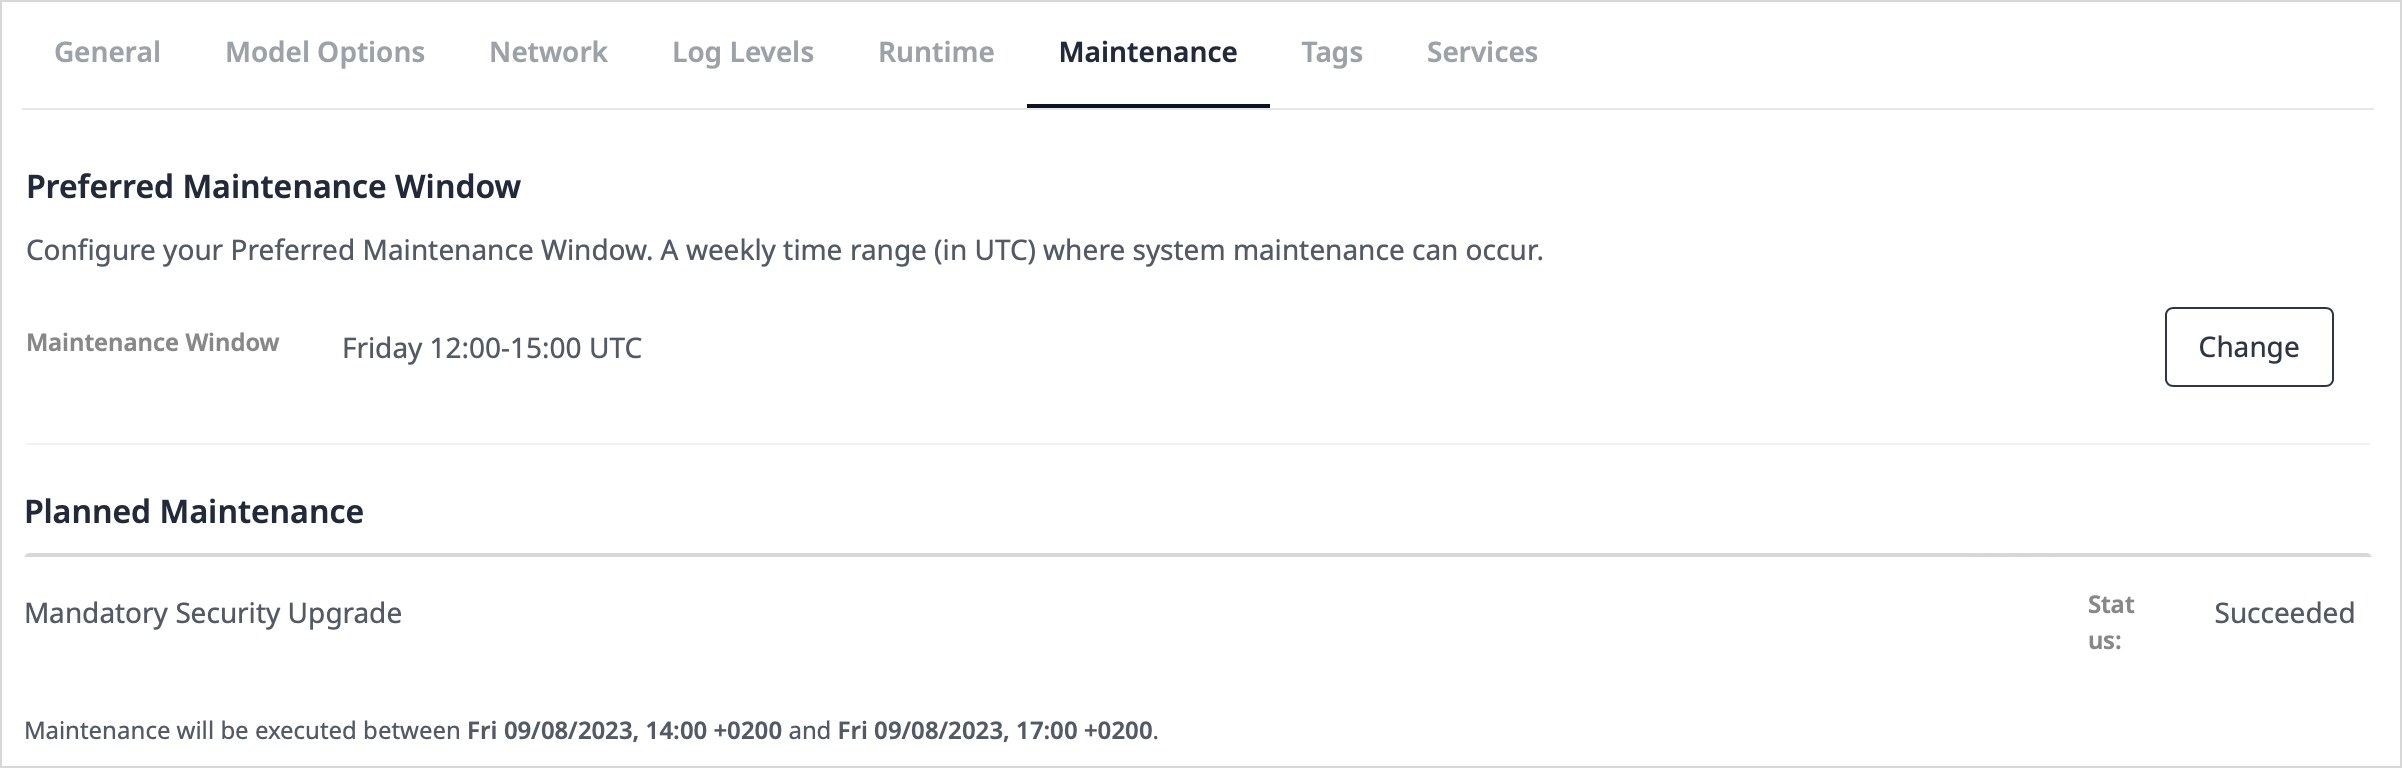 General Model Options Network Log Levels Runtime Maintenance Tags Services
Preferred Maintenance Window
Configure your Preferred Maintenance Window. A weekly time range (in UTC) where system maintenance can occur.
Maintenance Window Friday 12:00-15:00 UTC Change
Planned Maintenance
Mandatory Security Upgrade Stat Succeeded
us:
Maintenance will be executed between Fri 09/08/2023, 14:00 +0200 and Fri 09/08/2023, 17:00 +0200.